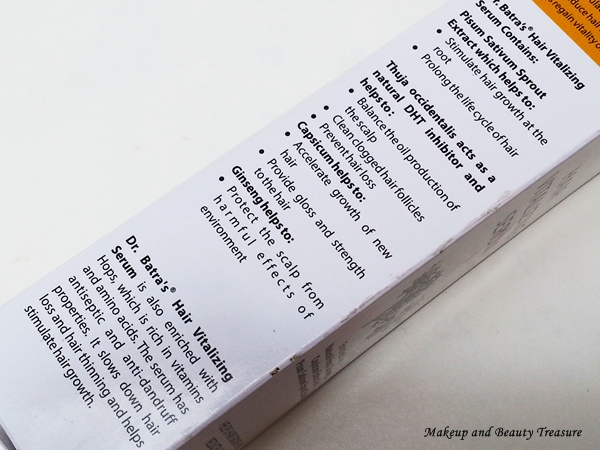 Dr. Batra's® Hair Vitalizing
Serum Contains:
Pisum Sativum Sprout
Extract which helps to:
• Stimulate hair growth at the
root
• Prolong the life cycle of hair
Thuja occidentalis acts as a
natural DHT inhibitor and
helps to:
• Balance the oil production of
the scalp
• Clean clogged hair follicles
• Prevent hair loss
Capsicum helps to:
• Accelerate growth of new
hair
• Provide gloss and strength
to the hair
Ginseng helps to:
• Protect the scalp from
harmful effects of
environment
Dr. Batra's® Hair Vitalizing
Serum is also enriched with
Hops, which is rich in vitamins
and amino acids. The serum has
antiseptic and anti-dandruff
properties, it slows down hair
loss and hair thinning and helps
stimulate hair growth.
regain vitality o
Makeup and Beauty Treasure